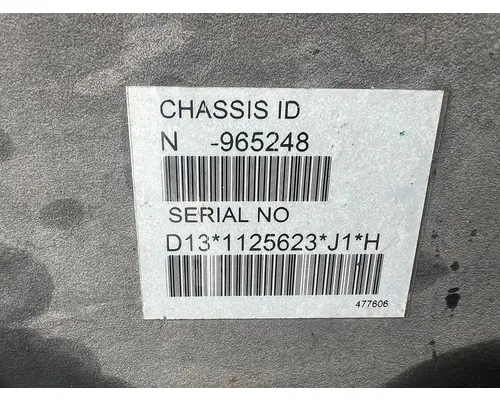 CHASSIS ID
N -965248
SERIAL NO
D13*1125623*J1*H
477606